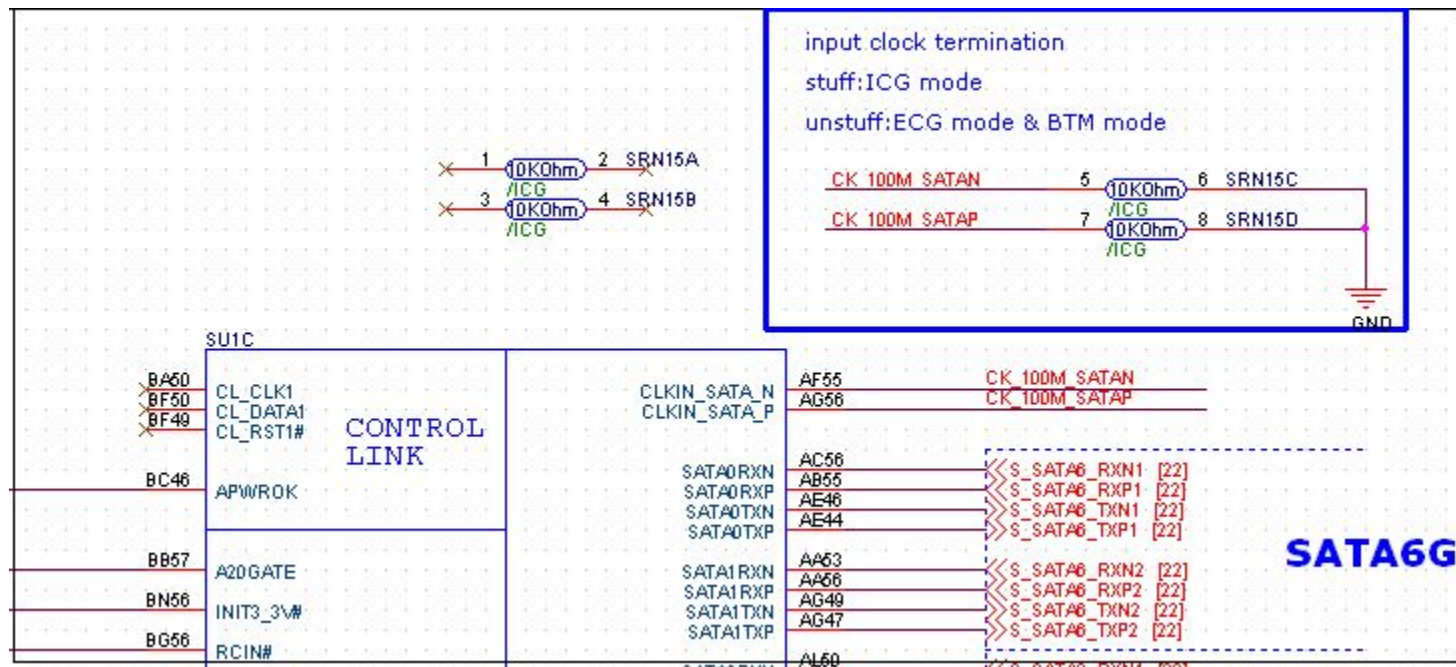 input clock termination
stuff:ICG mode
unstuff:ECG mode & BTM mode
1 10KOhm 2 SRN15A
/ICG
3 10KOhm 4 SRN15B
/ICG
CK_100M_SATAN 5 10KOhm 6 SRN15C
/ICG
CK_100M_SATAP 7 10KOhm 8 SRN15D
/ICG
GND
SU1C
BA50 CL_CLK1
BF50 CL_DATA1
BF49 CL_RST1#
CONTROL
LINK
BC46 APWROK
BB57 A20GATE
BN56 INIT3_3V#
BG56 RCIN#
CLKIN_SATA_N AF55 CK_100M_SATAN
CLKIN_SATA_P AG56 CK_100M_SATAP
SATA0RXN AC56 S_SATA6_RXN1 [22]
SATA0RXP AB55 S_SATA6_RXP1 [22]
SATA0TXN AE46 S_SATA6_TXN1 [22]
SATA0TXP AE44 S_SATA6_TXP1 [22]
SATA6G
SATA1RXN AA53 S_SATA6_RXN2 [22]
SATA1RXP AA56 S_SATA6_RXP2 [22]
SATA1TXN AG49 S_SATA6_TXN2 [22]
SATA1TXP AG47 S_SATA6_TXP2 [22]
AL50